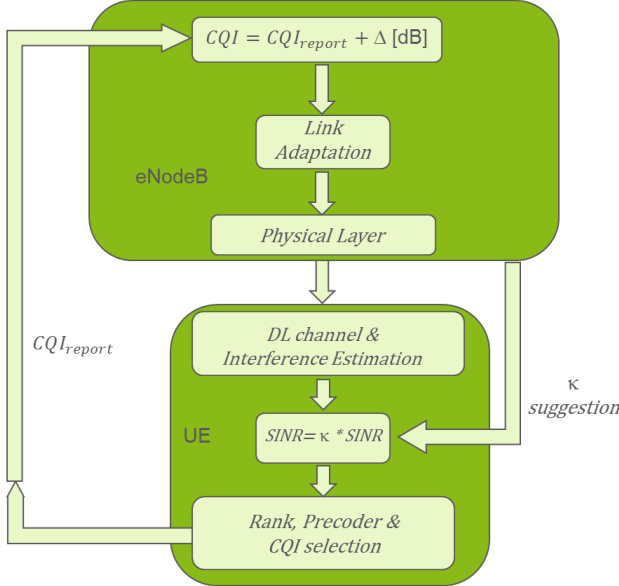 CQI = CQI_report + Δ [dB]
Link
Adaptation
eNodeB
Physical Layer
DL channel &
Interference Estimation
CQI_report
κ
suggestion
UE
SINR= κ * SINR
Rank, Precoder &
CQI selection